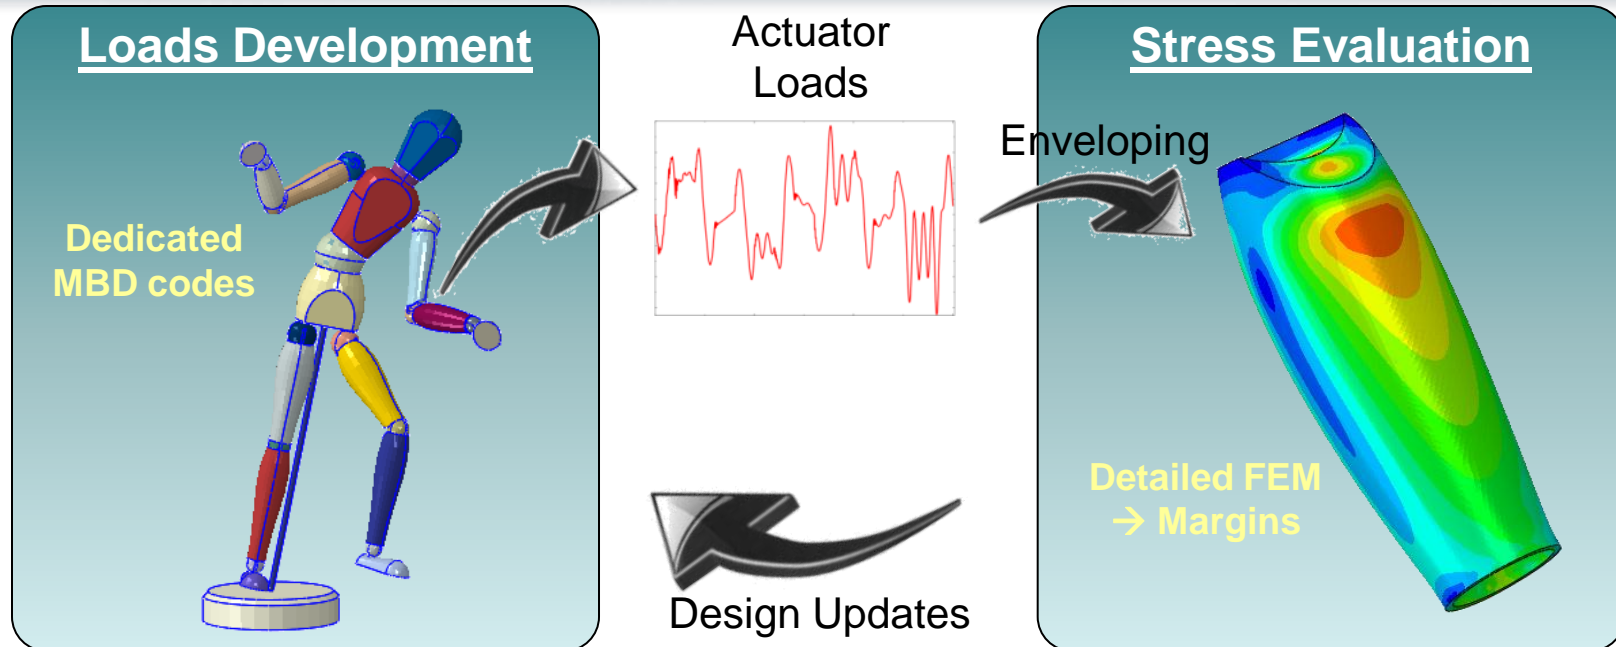 Loads Development
Dedicated
MBD codes
Actuator
Loads
Enveloping
Stress Evaluation
Detailed FEM
→ Margins
Design Updates